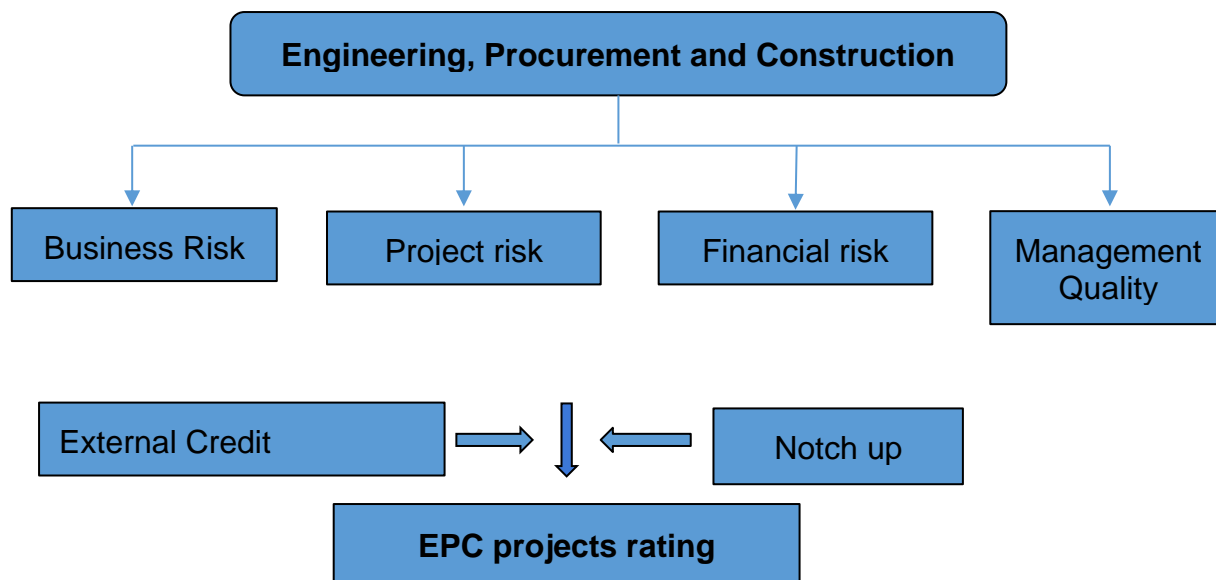 Engineering, Procurement and Construction
Business Risk
Project risk
Financial risk
Management
Quality
External Credit
Notch up
EPC projects rating